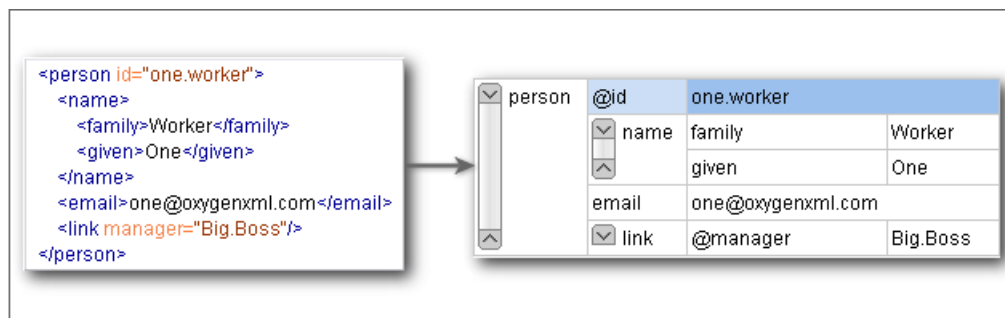 <person id="one.worker">
<name>
<family>Worker</family>
<given>One</given>
</name>
<email>one@oxygenxml.com</email>
<link manager="Big.Boss"/>
</person>
person @id one.worker
name family Worker
given One
email one@oxygenxml.com
link @manager Big.Boss